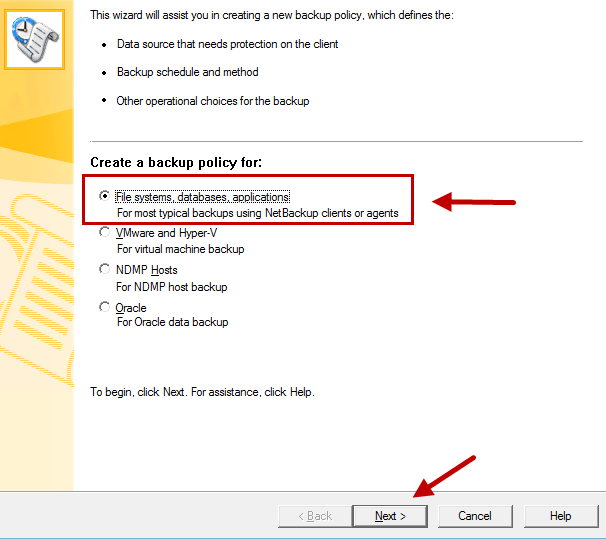 This wizard will assist you in creating a new backup policy, which defines the:
• Data source that needs protection on the client
• Backup schedule and method
• Other operational choices for the backup
Create a backup policy for:
File systems, databases, applications
For most typical backups using NetBackup clients or agents
VMware and Hyper-V
For virtual machine backup
NDMP Hosts
For NDMP host backup
Oracle
For Oracle data backup
To begin, click Next. For assistance, click Help.
< Back Next > Cancel Help